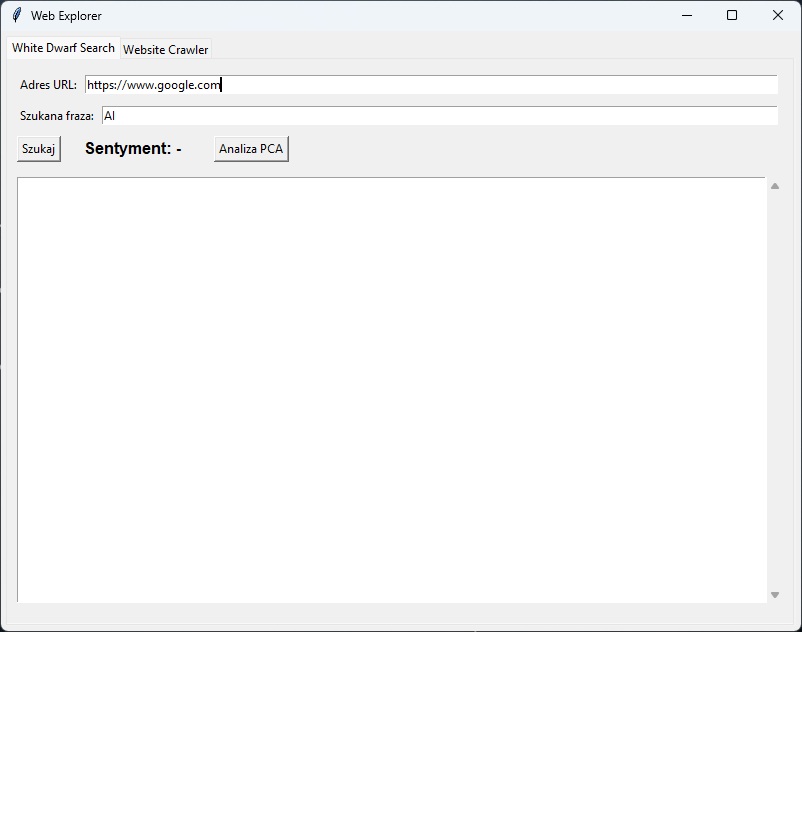 Web Explorer
White Dwarf Search Website Crawler
Adres URL: https://www.google.com
Szukana fraza: AI
Szukaj Sentyment: - Analiza PCA